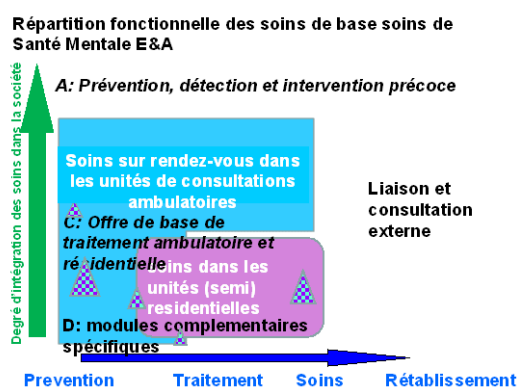 Répartition fonctionnelle des soins de base soins de
Santé Mentale E&A
A: Prévention, détection et intervention précoce
Degré d'intégration des soins dans la société
Soins sur rendez-vous dans
les unités de consultations
ambulatoires
Liaison et
consultation
externe
C: Offre de base de
traitement ambulatoire et
résidentielle
Soins dans les
unités (semi)
residentielles
D: modules complementaires
spécifiques
Prevention
Traitement
Soins
Rétablissement